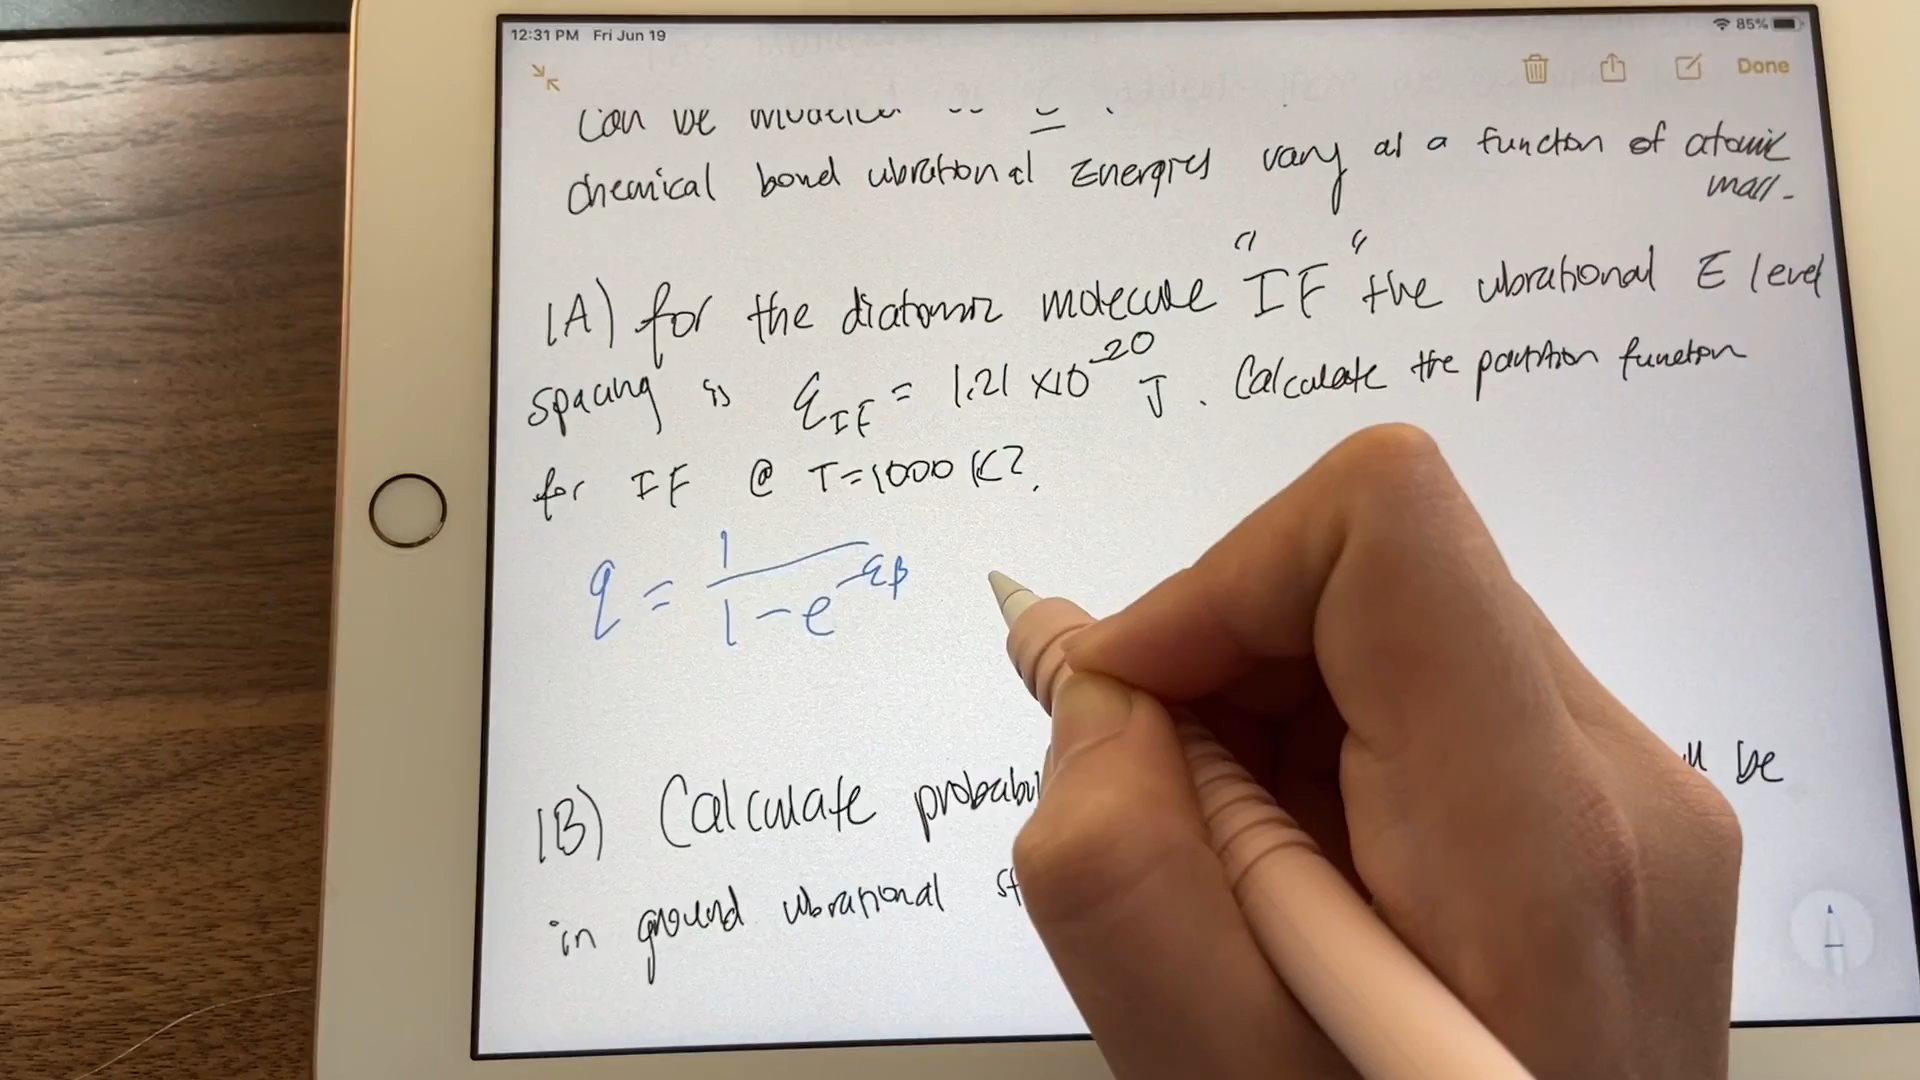 12:31 PM Fri Jun 19
85%
Done
can be
chemical bond vibrational Energies vary as a function of atomic
mass.
1A) for the diatomic molecule "IF" the vibrational E level
spacing is ε_IF = 1.21 x10^-20 J. Calculate the partition function
for IF @ T=1000 K?
q = 1/(1-e^-εβ)
be
1B) Calculate
in ground vibrational